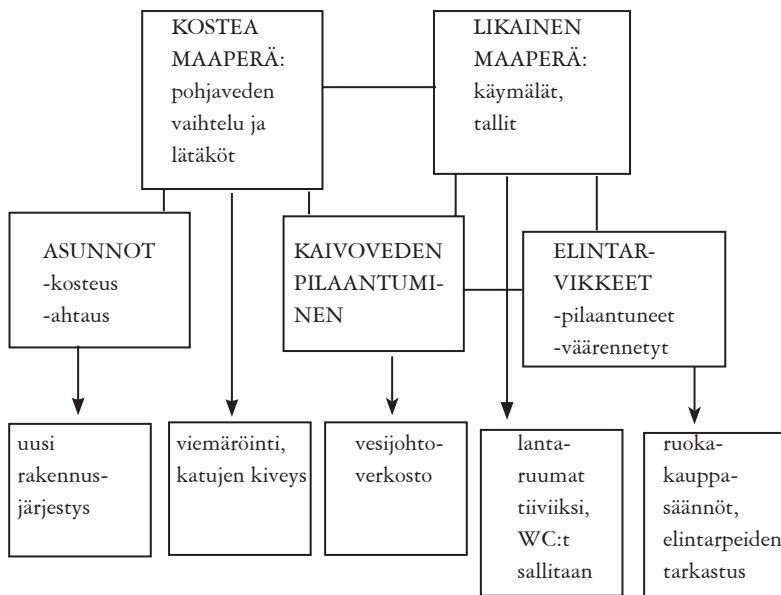 KOSTEA
MAAPERÄ:
pohjaveden
vaihtelu ja
lätäköt
LIKAINEN
MAAPERÄ:
käymälät,
tallit
ASUNNOT
-kosteus
-ahtaus
KAIVOVEDEN
PILAANTUMI-
NEN
ELINTAR-
VIKKEET
-pilaantuneet
-väärennetyt
uusi
rakennus-
järjestys
viemäröinti,
katujen kiveys
vesijohto-
verkosto
lanta-
ruumat
tiiviiksi,
WC:t
sallitaan
ruoka-
kauppa-
säännöt,
elintarpeiden
tarkastus